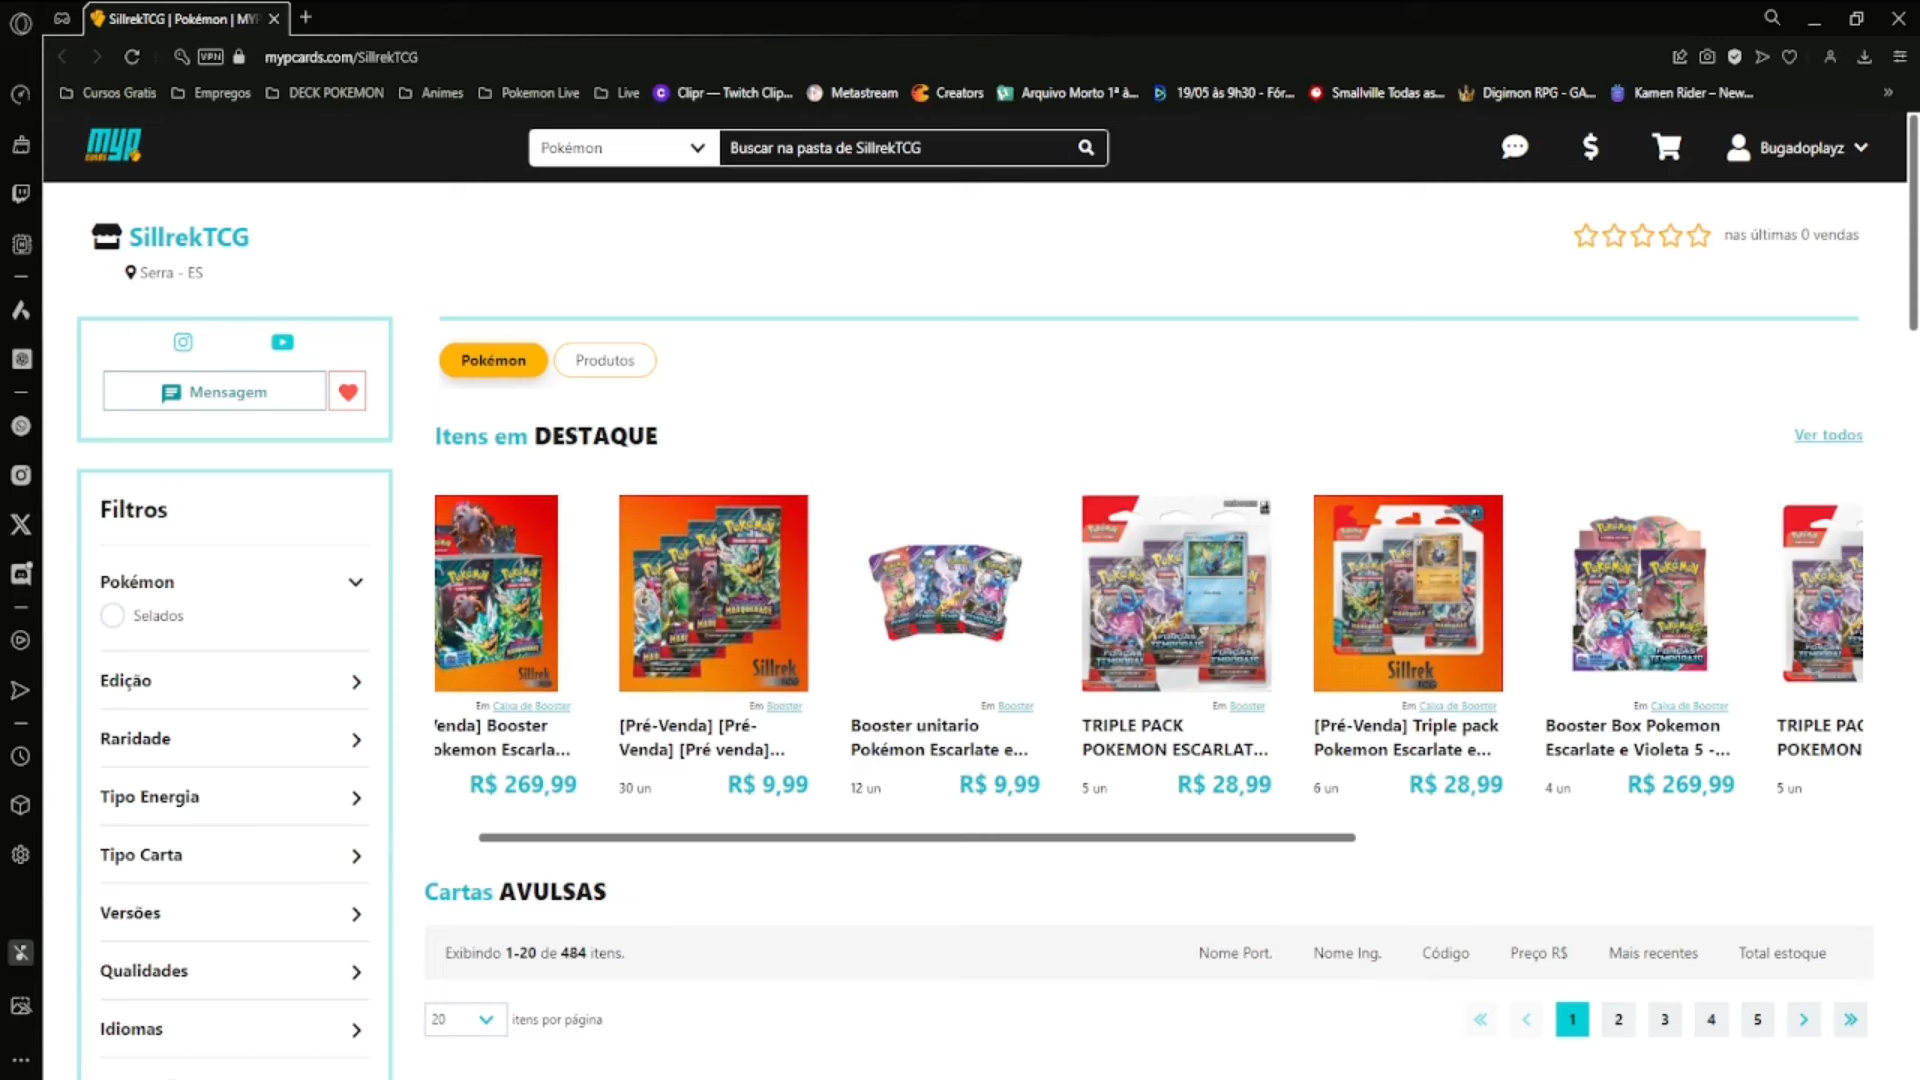 SillrekTCG | Pokémon | MYP
VPN
mypcards.com/SillrekTCG
Cursos Gratis
Empregos
DECK POKEMON
Animes
Pokemon Live
Live
Clipr — Twitch Clip...
Metastream
Creators
Arquivo Morto 1ª à...
19/05 às 9h30 - Fór...
Smallville Todas as...
Digimon RPG - GA...
Kamen Rider – New...
MYP
CARDS
Pokémon
Buscar na pasta de SillrekTCG
Bugadoplayz
SillrekTCG
nas últimas 0 vendas
Serra - ES
Mensagem
Pokémon
Produtos
Itens em DESTAQUE
Ver todos
Filtros
Pokémon
Selados
Edição
Raridade
Tipo Energia
Tipo Carta
Versões
Qualidades
Idiomas
Em Caixa de Booster
Venda] Booster
okemon Escarla...
R$ 269,99
Em Booster
[Pré-Venda] [Pré-
Venda] [Pré venda]...
30 un
R$ 9,99
Em Booster
Booster unitario
Pokémon Escarlate e...
12 un
R$ 9,99
Em Booster
TRIPLE PACK
POKEMON ESCARLAT...
5 un
R$ 28,99
Em Caixa de Booster
[Pré-Venda] Triple pack
Pokemon Escarlate e...
6 un
R$ 28,99
Em Caixa de Booster
Booster Box Pokemon
Escarlate e Violeta 5 -...
4 un
R$ 269,99
TRIPLE PAC
POKEMON
5 un
Cartas AVULSAS
Exibindo 1-20 de 484 itens.
Nome Port.
Nome Ing.
Código
Preço R$
Mais recentes
Total estoque
20
itens por página
1
2
3
4
5